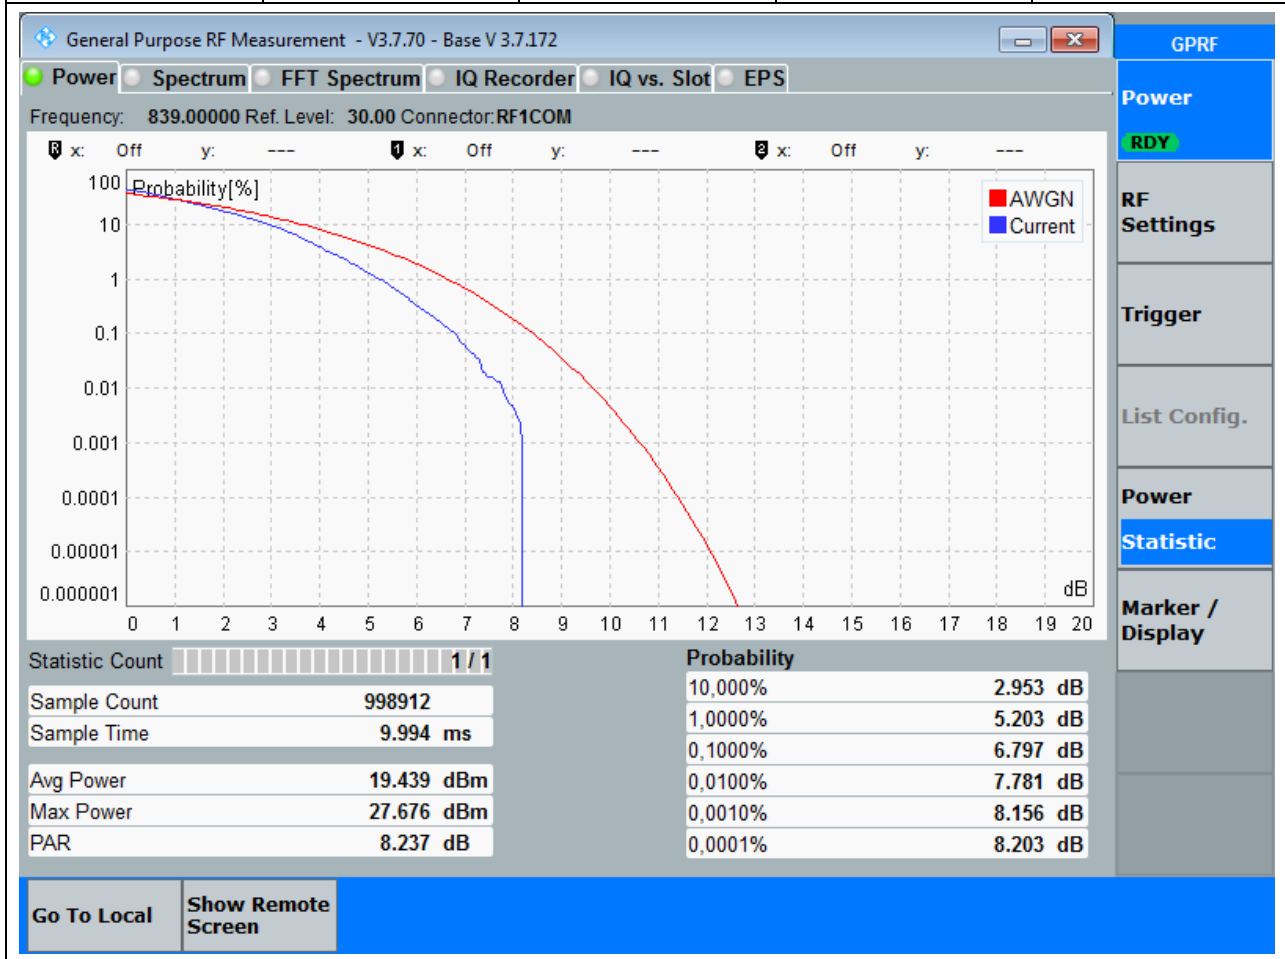 General Purpose RF Measurement - V3.7.70 - Base V 3.7.172
GPRF
Power Spectrum FFT Spectrum IQ Recorder IQ vs. Slot EPS
Frequency: 839.00000 Ref. Level: 30.00 Connector: RF1COM
R x: Off y: --- 1 x: Off y: --- 2 x: Off y: ---
Probability[%]
100
10
1
0.1
0.01
0.001
0.0001
0.00001
0.000001
AWGN
Current
dB
0 1 2 3 4 5 6 7 8 9 10 11 12 13 14 15 16 17 18 19 20
Statistic Count 1 / 1
Sample Count 998912
Sample Time 9.994 ms
Avg Power 19.439 dBm
Max Power 27.676 dBm
PAR 8.237 dB
Probability
10,000% 2.953 dB
1,0000% 5.203 dB
0,1000% 6.797 dB
0,0100% 7.781 dB
0,0010% 8.156 dB
0,0001% 8.203 dB
Power
RDY
RF
Settings
Trigger
List Config.
Power
Statistic
Marker /
Display
Go To Local
Show Remote
Screen